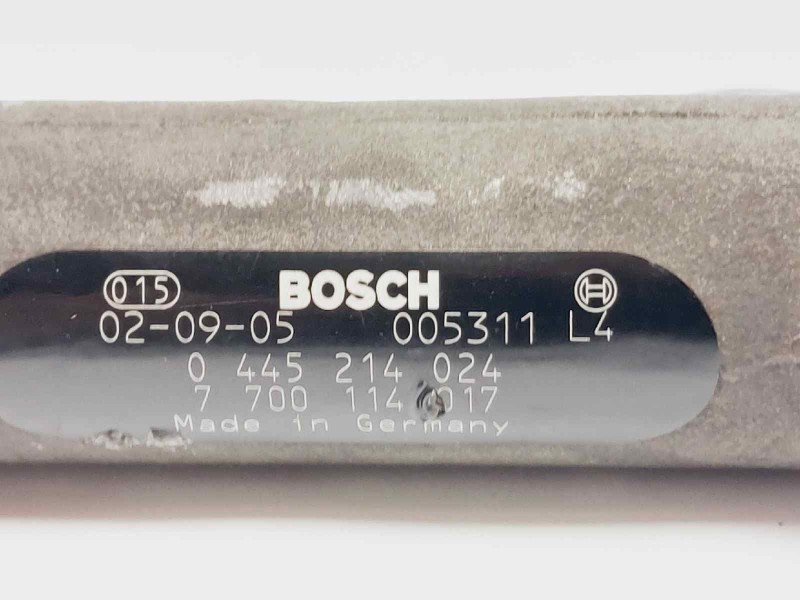 015 BOSCH
02-09-05 005311 L4
0 445 214 024
7 700 114 017
Made in Germany